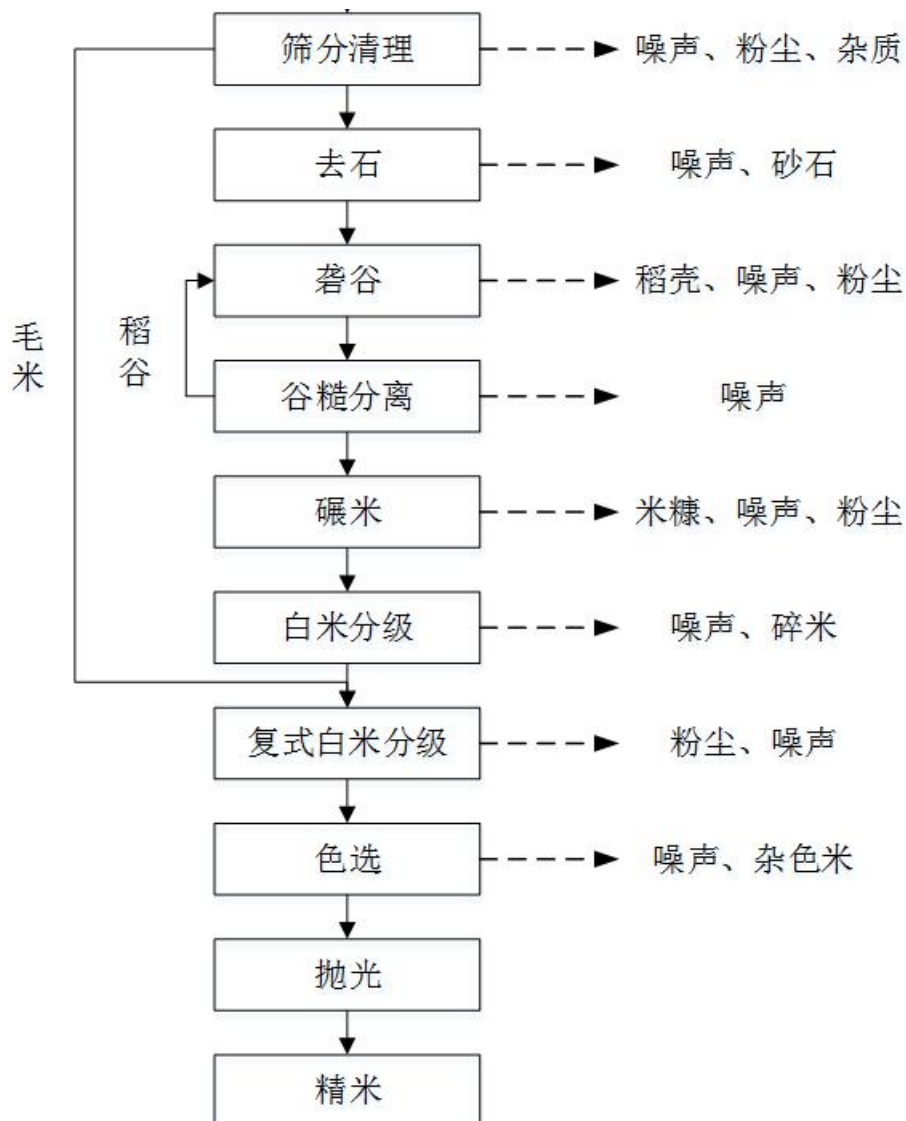 筛分清理
噪声、粉尘、杂质
去石
噪声、砂石
砻谷
稻壳、噪声、粉尘
毛米
稻谷
谷糙分离
噪声
碾米
米糠、噪声、粉尘
白米分级
噪声、碎米
复式白米分级
粉尘、噪声
色选
噪声、杂色米
抛光
精米